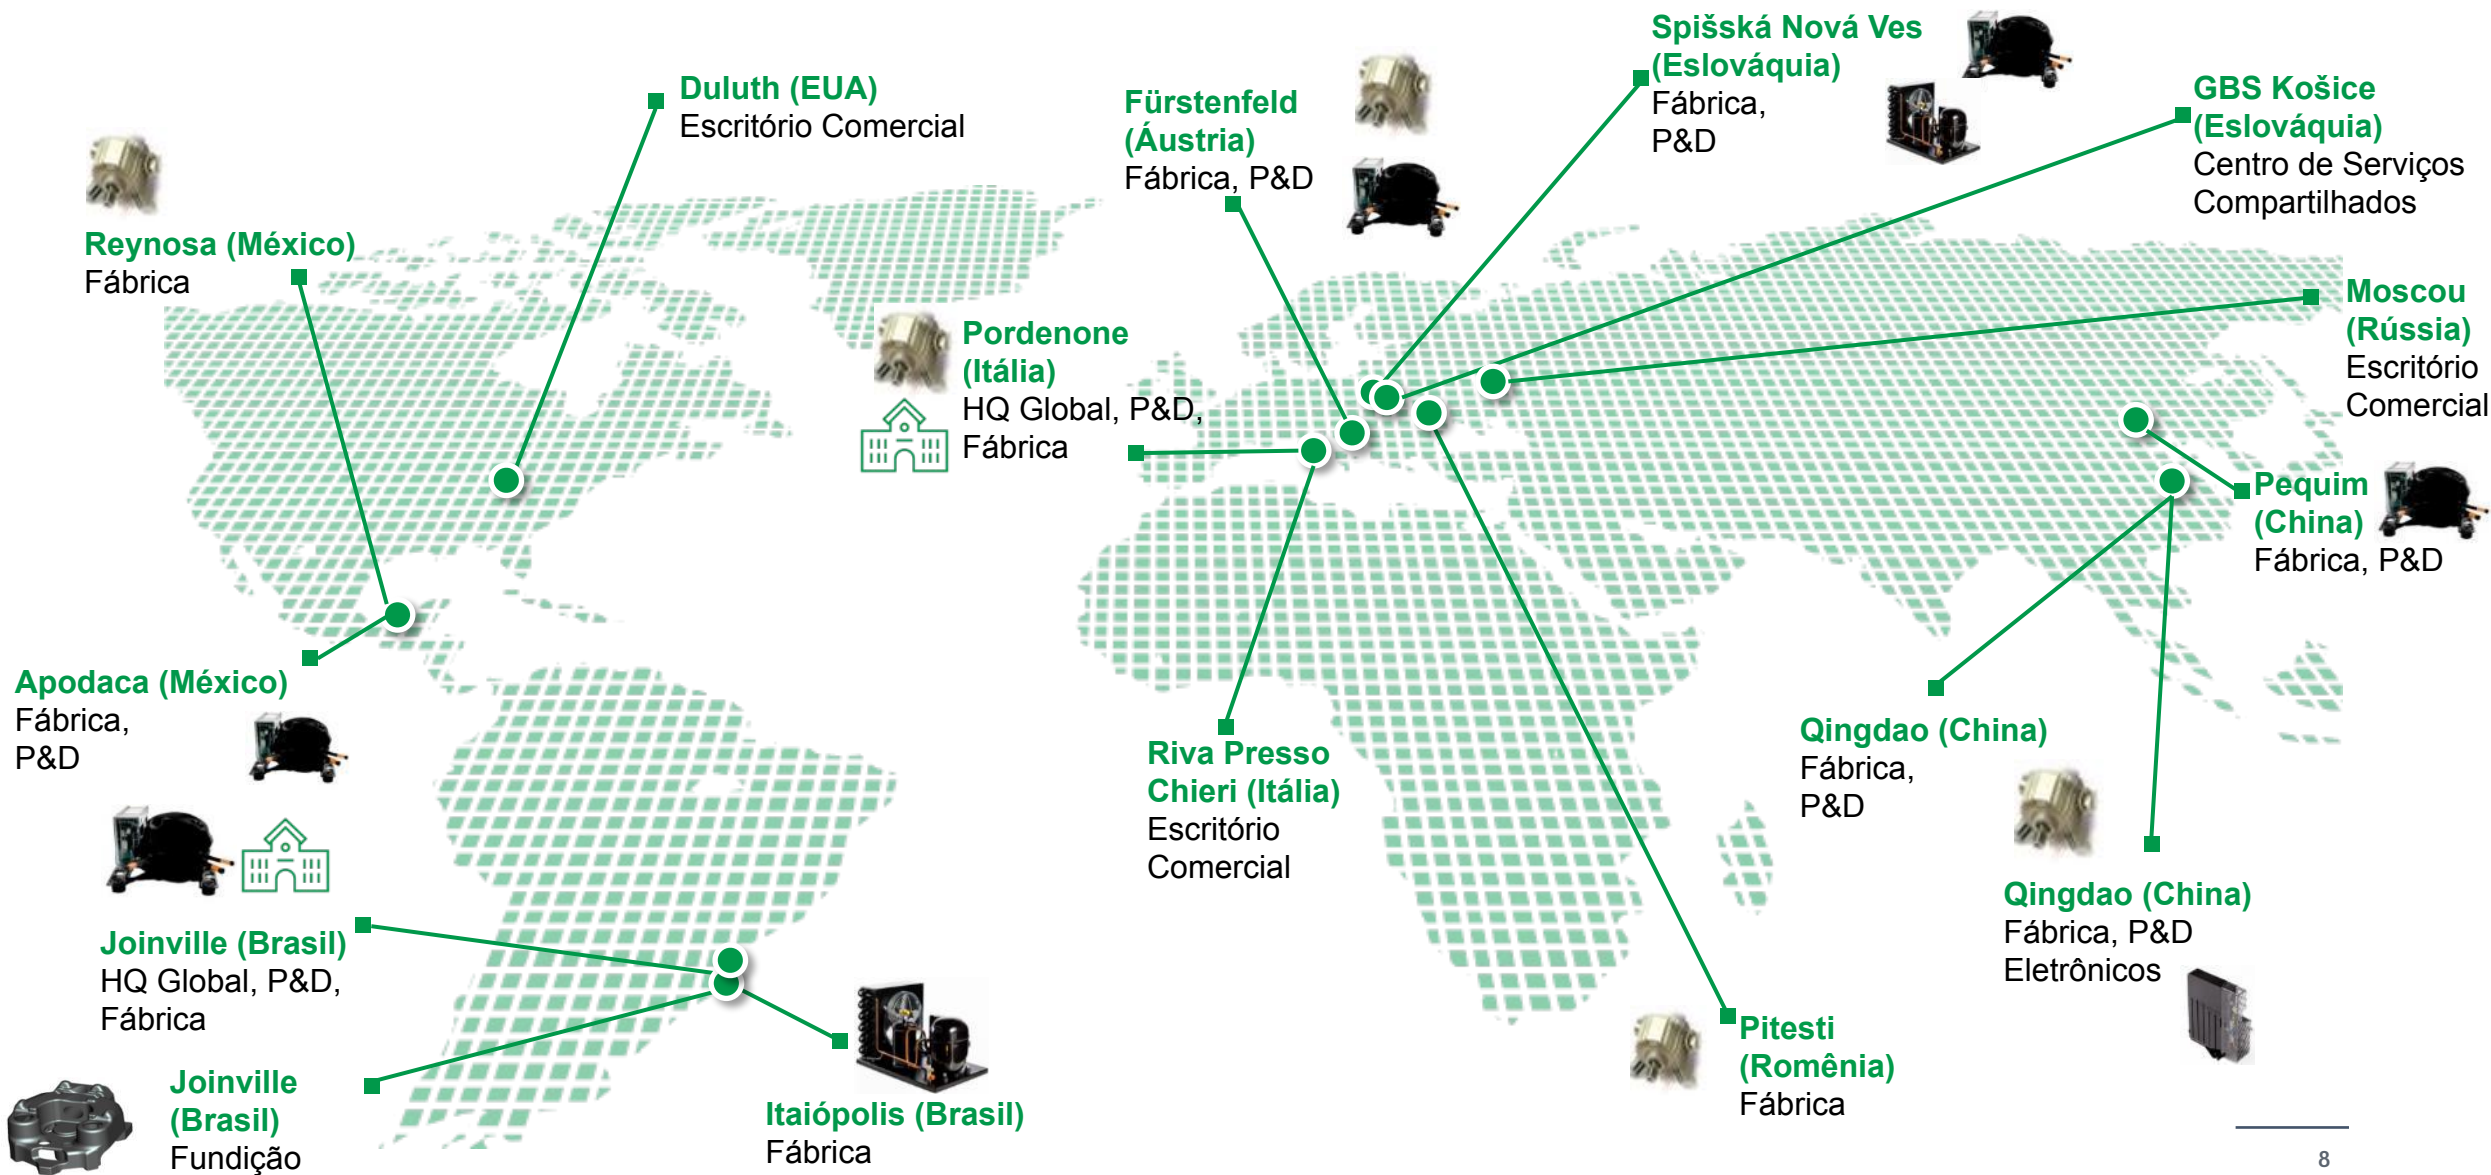 Duluth (EUA)
Escritório Comercial
Reynosa (México)
Fábrica
Fürstenfeld
(Áustria)
Fábrica, P&D
Spišská Nová Ves
(Eslováquia)
Fábrica,
P&D
GBS Košice
(Eslováquia)
Centro de Serviços
Compartilhados
Pordenone
(Itália)
HQ Global, P&D,
Fábrica
Moscou
(Rússia)
Escritório
Comercial
Pequim
(China)
Fábrica, P&D
Apodaca (México)
Fábrica,
P&D
Riva Presso
Chieri (Itália)
Escritório
Comercial
Qingdao (China)
Fábrica,
P&D
Qingdao (China)
Fábrica, P&D
Eletrônicos
Joinville (Brasil)
HQ Global, P&D,
Fábrica
Joinville
(Brasil)
Fundição
Itaiópolis (Brasil)
Fábrica
Pitesti
(Romênia)
Fábrica
8